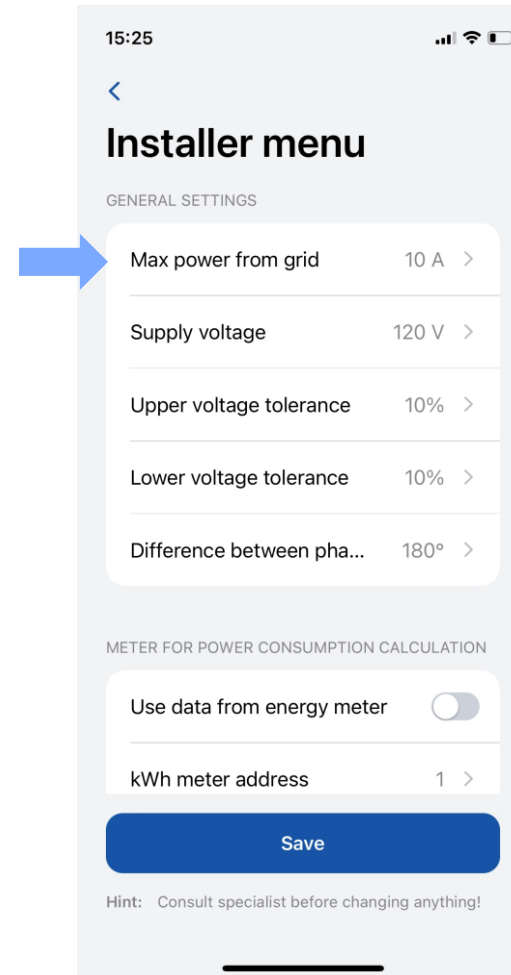 15:25
Installer menu
GENERAL SETTINGS
Max power from grid 10 A
Supply voltage 120 V
Upper voltage tolerance 10%
Lower voltage tolerance 10%
Difference between pha... 180°
METER FOR POWER CONSUMPTION CALCULATION
Use data from energy meter
kWh meter address 1
Save
Hint: Consult specialist before changing anything!